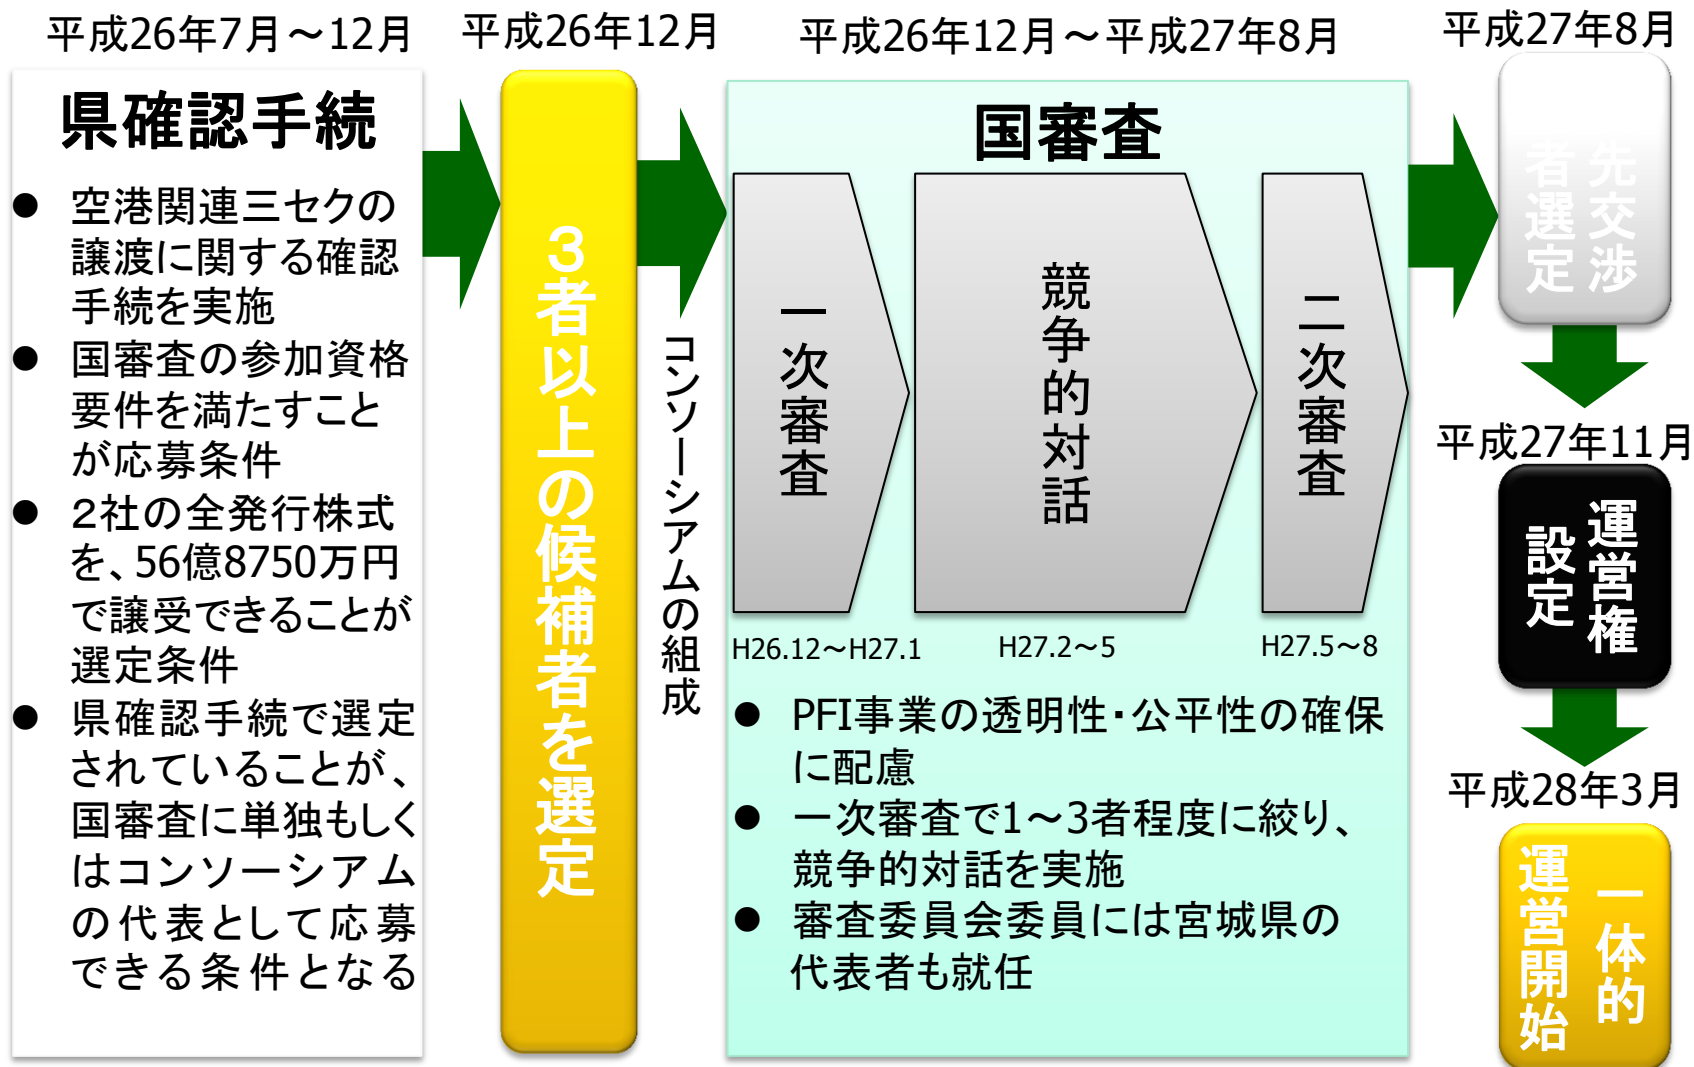 平成26年7月～12月
県確認手続
● 空港関連三セクの
譲渡に関する確認
手続を実施
● 国審査の参加資格
要件を満たすこと
が応募条件
● 2社の全発行株式
を、56億8750万円
で譲受できることが
選定条件
● 県確認手続で選定
されていることが、
国審査に単独もしく
はコンソーシアム
の代表として応募
できる条件となる
平成26年12月
３者以上の候補者を選定
コンソーシアムの組成
平成26年12月～平成27年8月
国審査
一次審査
競争的対話
二次審査
H26.12～H27.1
H27.2～5
H27.5～8
● PFI事業の透明性・公平性の確保
に配慮
● 一次審査で1～3者程度に絞り、
競争的対話を実施
● 審査委員会委員には宮城県の
代表者も就任
平成27年8月
先交渉
者選定
平成27年11月
運営権
設定
平成28年3月
一体的
運営開始